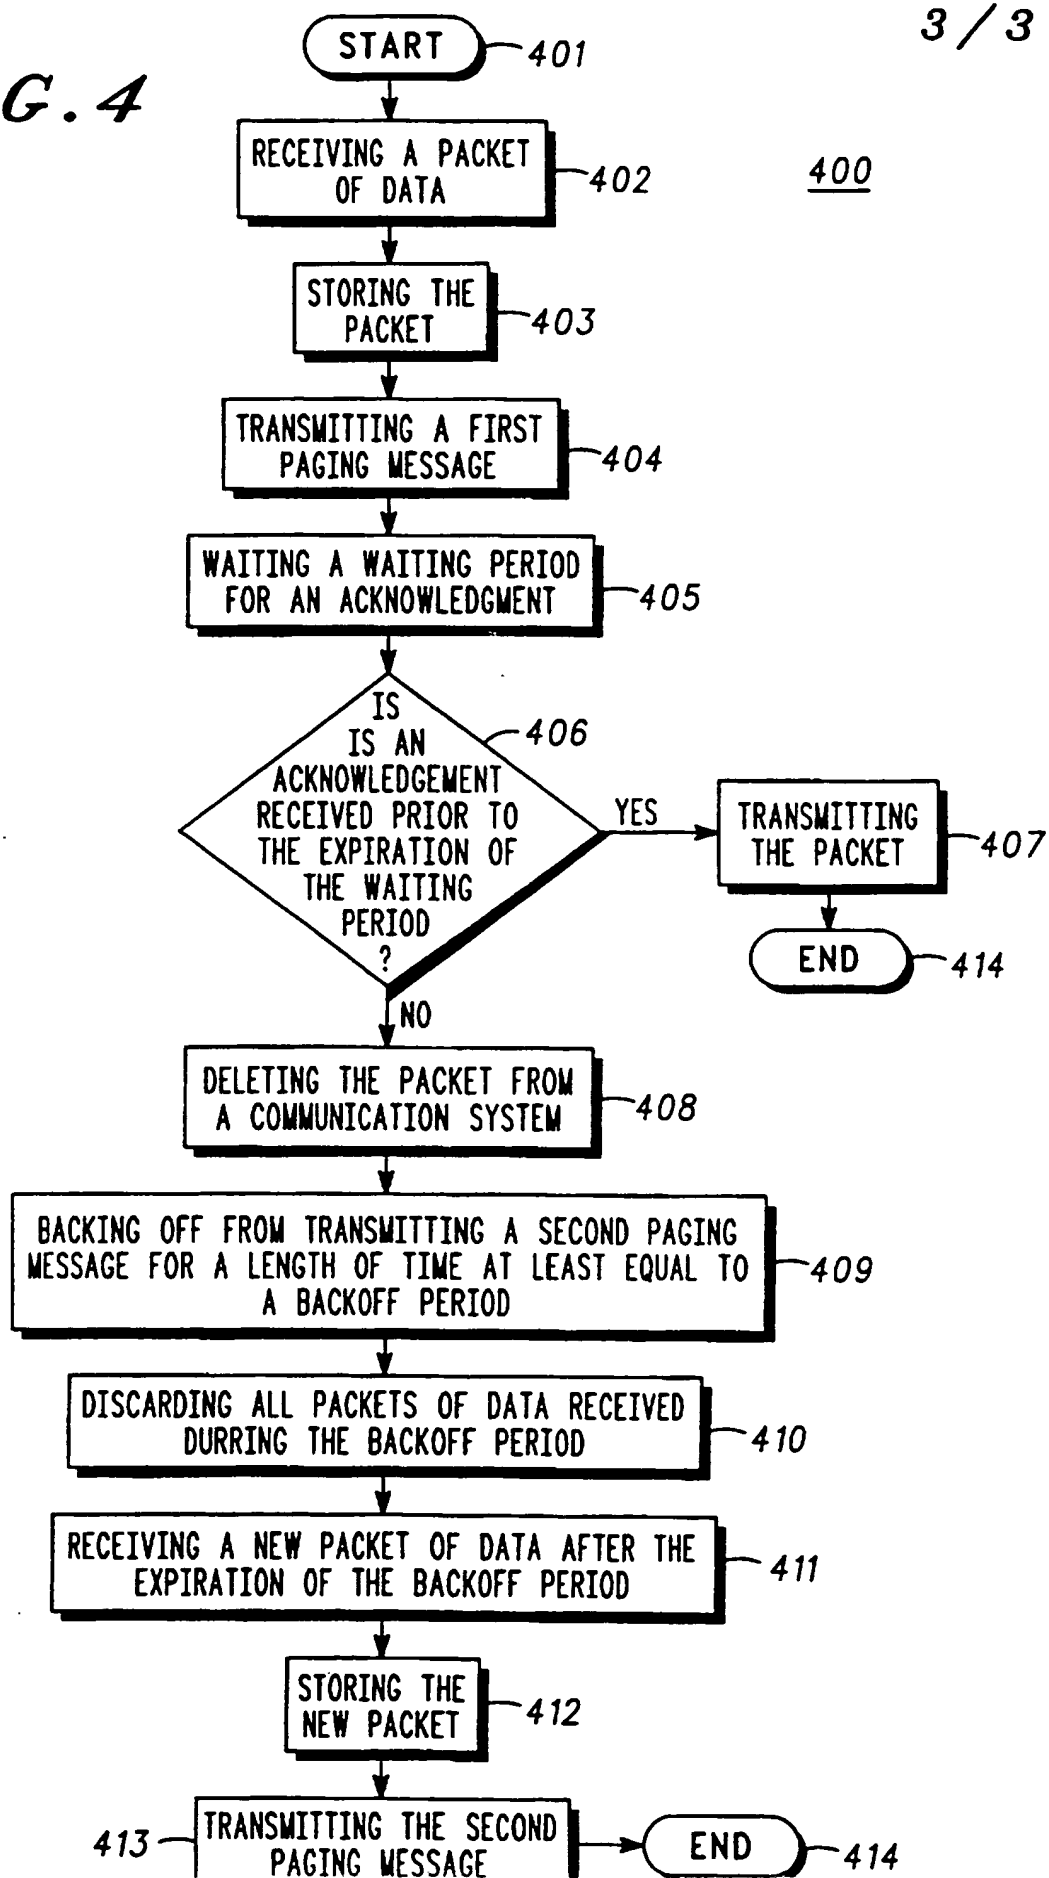 3/3
G.4
START
401
RECEIVING A PACKET
OF DATA
402
400
STORING THE
PACKET
403
TRANSMITTING A FIRST
PAGING MESSAGE
404
WAITING A WAITING PERIOD
FOR AN ACKNOWLEDGMENT
405
IS
IS AN
ACKNOWLEDGEMENT
RECEIVED PRIOR TO
THE EXPIRATION OF
THE WAITING
PERIOD
?
406
YES
TRANSMITTING
THE PACKET
407
END
414
NO
DELETING THE PACKET FROM
A COMMUNICATION SYSTEM
408
BACKING OFF FROM TRANSMITTING A SECOND PAGING
MESSAGE FOR A LENGTH OF TIME AT LEAST EQUAL TO
A BACKOFF PERIOD
409
DISCARDING ALL PACKETS OF DATA RECEIVED
DURRING THE BACKOFF PERIOD
410
RECEIVING A NEW PACKET OF DATA AFTER THE
EXPIRATION OF THE BACKOFF PERIOD
411
STORING THE
NEW PACKET
412
413
TRANSMITTING THE SECOND
PAGING MESSAGE
END
414